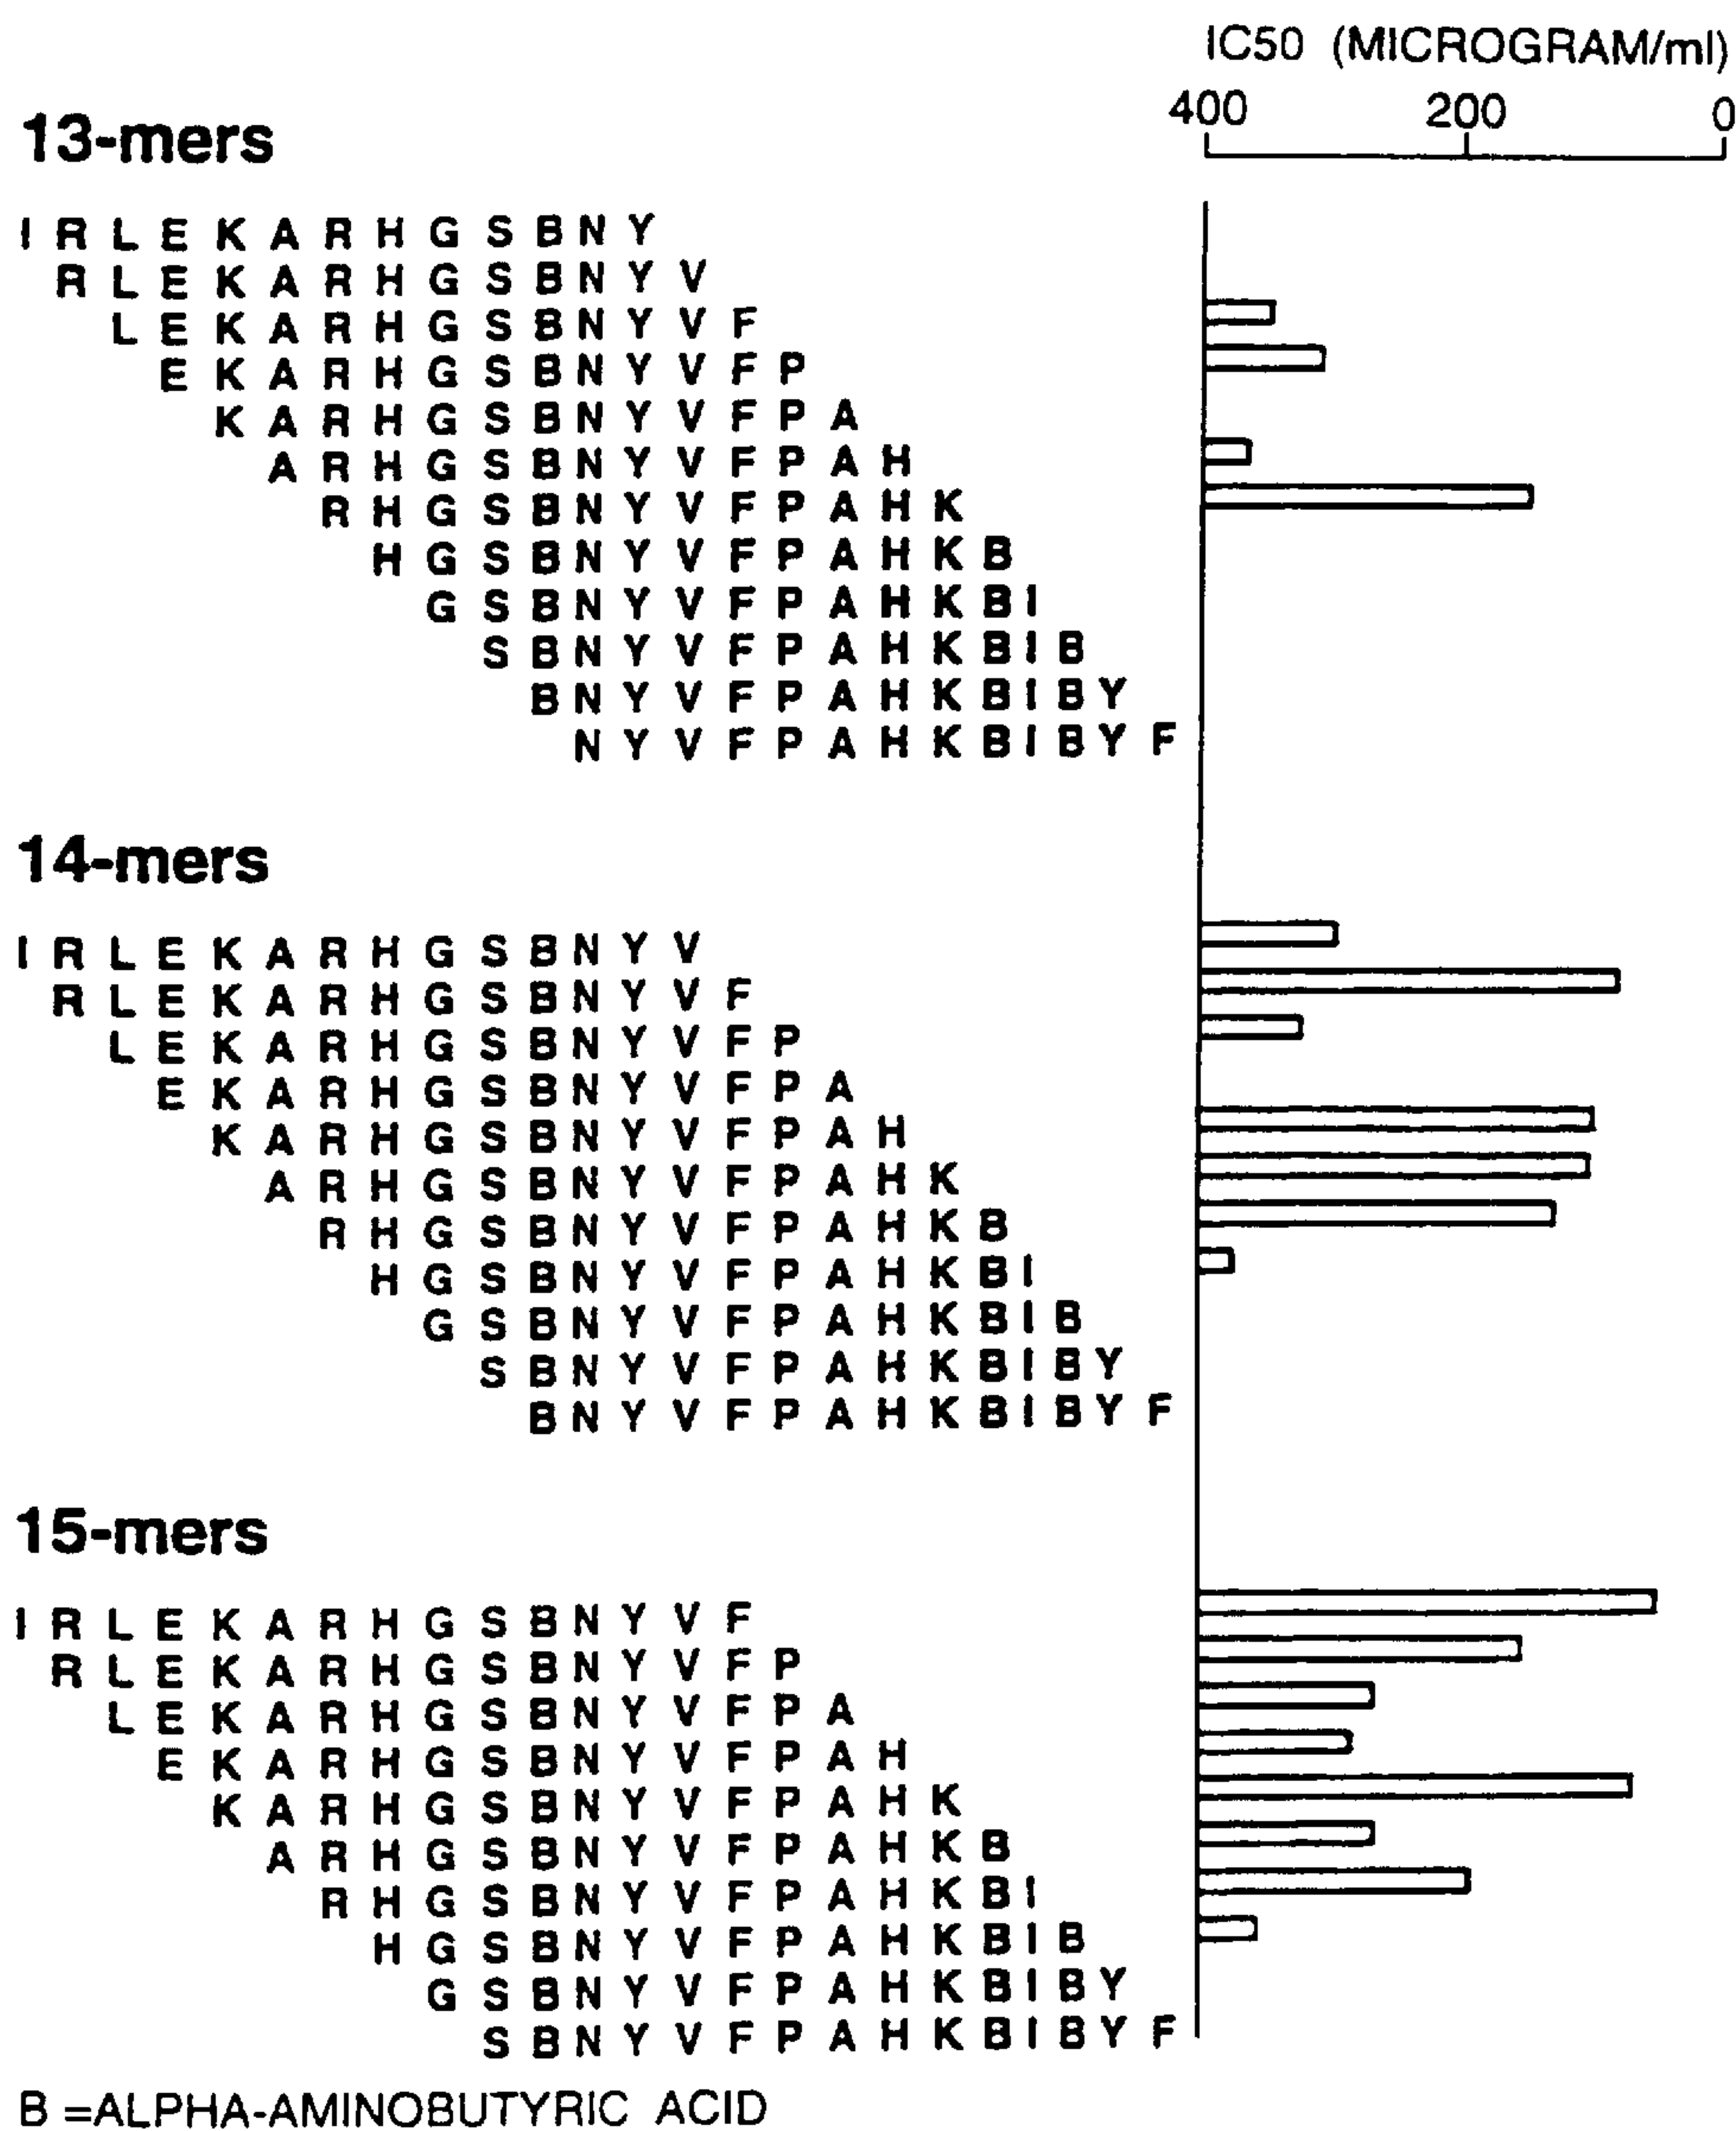 IC50 (MICROGRAM/ml)
400 200 0
13-mers
I R L E K A R H G S B N Y
R L E K A R H G S B N Y V
L E K A R H G S B N Y V F
E K A R H G S B N Y V F P
K A R H G S B N Y V F P A
A R H G S B N Y V F P A H
R H G S B N Y V F P A H K
H G S B N Y V F P A H K B
G S B N Y V F P A H K B I
S B N Y V F P A H K B I B
B N Y V F P A H K B I B Y
N Y V F P A H K B I B Y F
14-mers
I R L E K A R H G S B N Y V
R L E K A R H G S B N Y V F
L E K A R H G S B N Y V F P
E K A R H G S B N Y V F P A
K A R H G S B N Y V F P A H
A R H G S B N Y V F P A H K
R H G S B N Y V F P A H K B
H G S B N Y V F P A H K B I
G S B N Y V F P A H K B I B
S B N Y V F P A H K B I B Y
B N Y V F P A H K B I B Y F
15-mers
I R L E K A R H G S B N Y V F
R L E K A R H G S B N Y V F P
L E K A R H G S B N Y V F P A
E K A R H G S B N Y V F P A H
K A R H G S B N Y V F P A H K
A R H G S B N Y V F P A H K B
R H G S B N Y V F P A H K B I
H G S B N Y V F P A H K B I B
G S B N Y V F P A H K B I B Y
S B N Y V F P A H K B I B Y F
B =ALPHA-AMINOBUTYRIC ACID